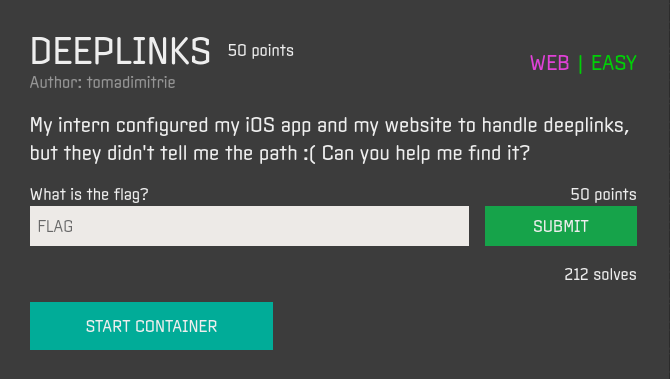 DEEPLINKS 50 points
WEB | EASY
Author: tomadimitrie
My intern configured my iOS app and my website to handle deeplinks,
but they didn't tell me the path :( Can you help me find it?
What is the flag? 50 points
FLAG SUBMIT
212 solves
START CONTAINER